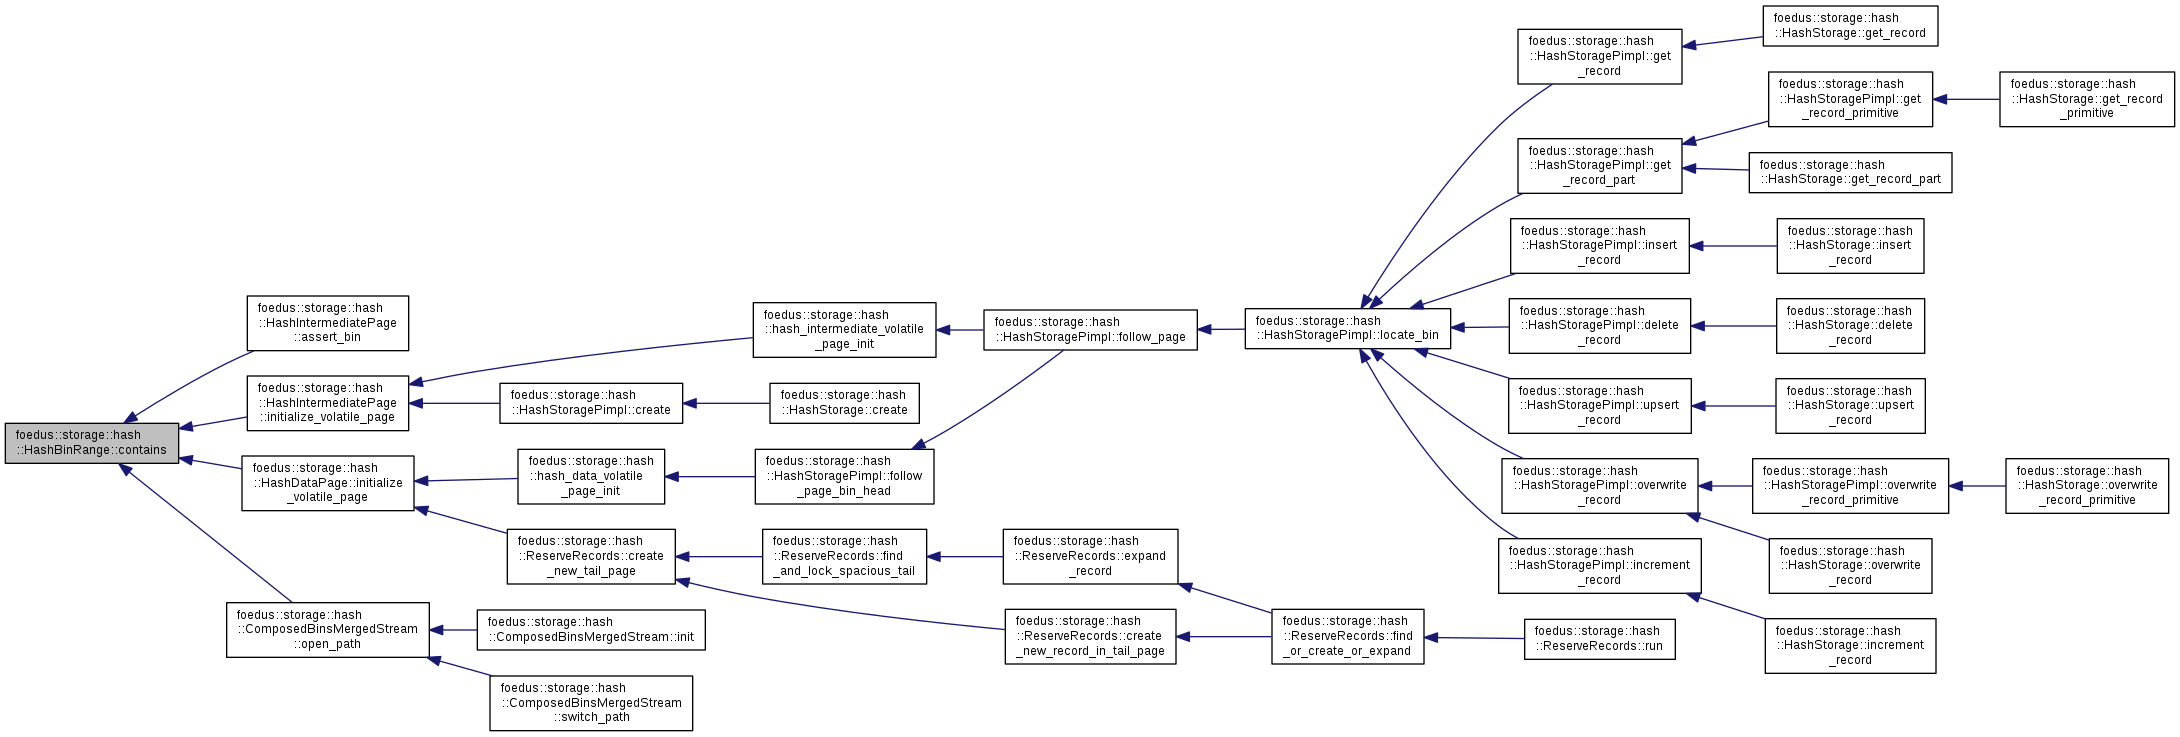 foedus::storage::hash
::HashBinRange::contains
foedus::storage::hash
::HashIntermediatePage
::assert_bin
foedus::storage::hash
::HashIntermediatePage
::initialize_volatile_page
foedus::storage::hash
::HashDataPage::initialize
_volatile_page
foedus::storage::hash
::ComposedBinsMergedStream
::open_path
foedus::storage::hash
::hash_intermediate_volatile
_page_init
foedus::storage::hash
::HashStoragePimpl::create
foedus::storage::hash
::HashStorage::create
foedus::storage::hash
::hash_data_volatile
_page_init
foedus::storage::hash
::HashStoragePimpl::follow
_page_bin_head
foedus::storage::hash
::ReserveRecords::create
_new_tail_page
foedus::storage::hash
::ReserveRecords::find
_and_lock_spacious_tail
foedus::storage::hash
::ReserveRecords::expand
_record
foedus::storage::hash
::ReserveRecords::create
_new_record_in_tail_page
foedus::storage::hash
::ReserveRecords::find
_or_create_or_expand
foedus::storage::hash
::ReserveRecords::run
foedus::storage::hash
::ComposedBinsMergedStream::init
foedus::storage::hash
::ComposedBinsMergedStream
::switch_path
foedus::storage::hash
::HashStoragePimpl::follow_page
foedus::storage::hash
::HashStoragePimpl::locate_bin
foedus::storage::hash
::HashStoragePimpl::get
_record
foedus::storage::hash
::HashStorage::get_record
foedus::storage::hash
::HashStoragePimpl::get
_record_part
foedus::storage::hash
::HashStoragePimpl::get
_record_primitive
foedus::storage::hash
::HashStorage::get_record
_primitive
foedus::storage::hash
::HashStorage::get_record_part
foedus::storage::hash
::HashStoragePimpl::insert
_record
foedus::storage::hash
::HashStorage::insert
_record
foedus::storage::hash
::HashStoragePimpl::delete
_record
foedus::storage::hash
::HashStorage::delete
_record
foedus::storage::hash
::HashStoragePimpl::upsert
_record
foedus::storage::hash
::HashStorage::upsert
_record
foedus::storage::hash
::HashStoragePimpl::overwrite
_record
foedus::storage::hash
::HashStoragePimpl::overwrite
_record_primitive
foedus::storage::hash
::HashStorage::overwrite
_record_primitive
foedus::storage::hash
::HashStorage::overwrite
_record
foedus::storage::hash
::HashStoragePimpl::increment
_record
foedus::storage::hash
::HashStorage::increment
_record